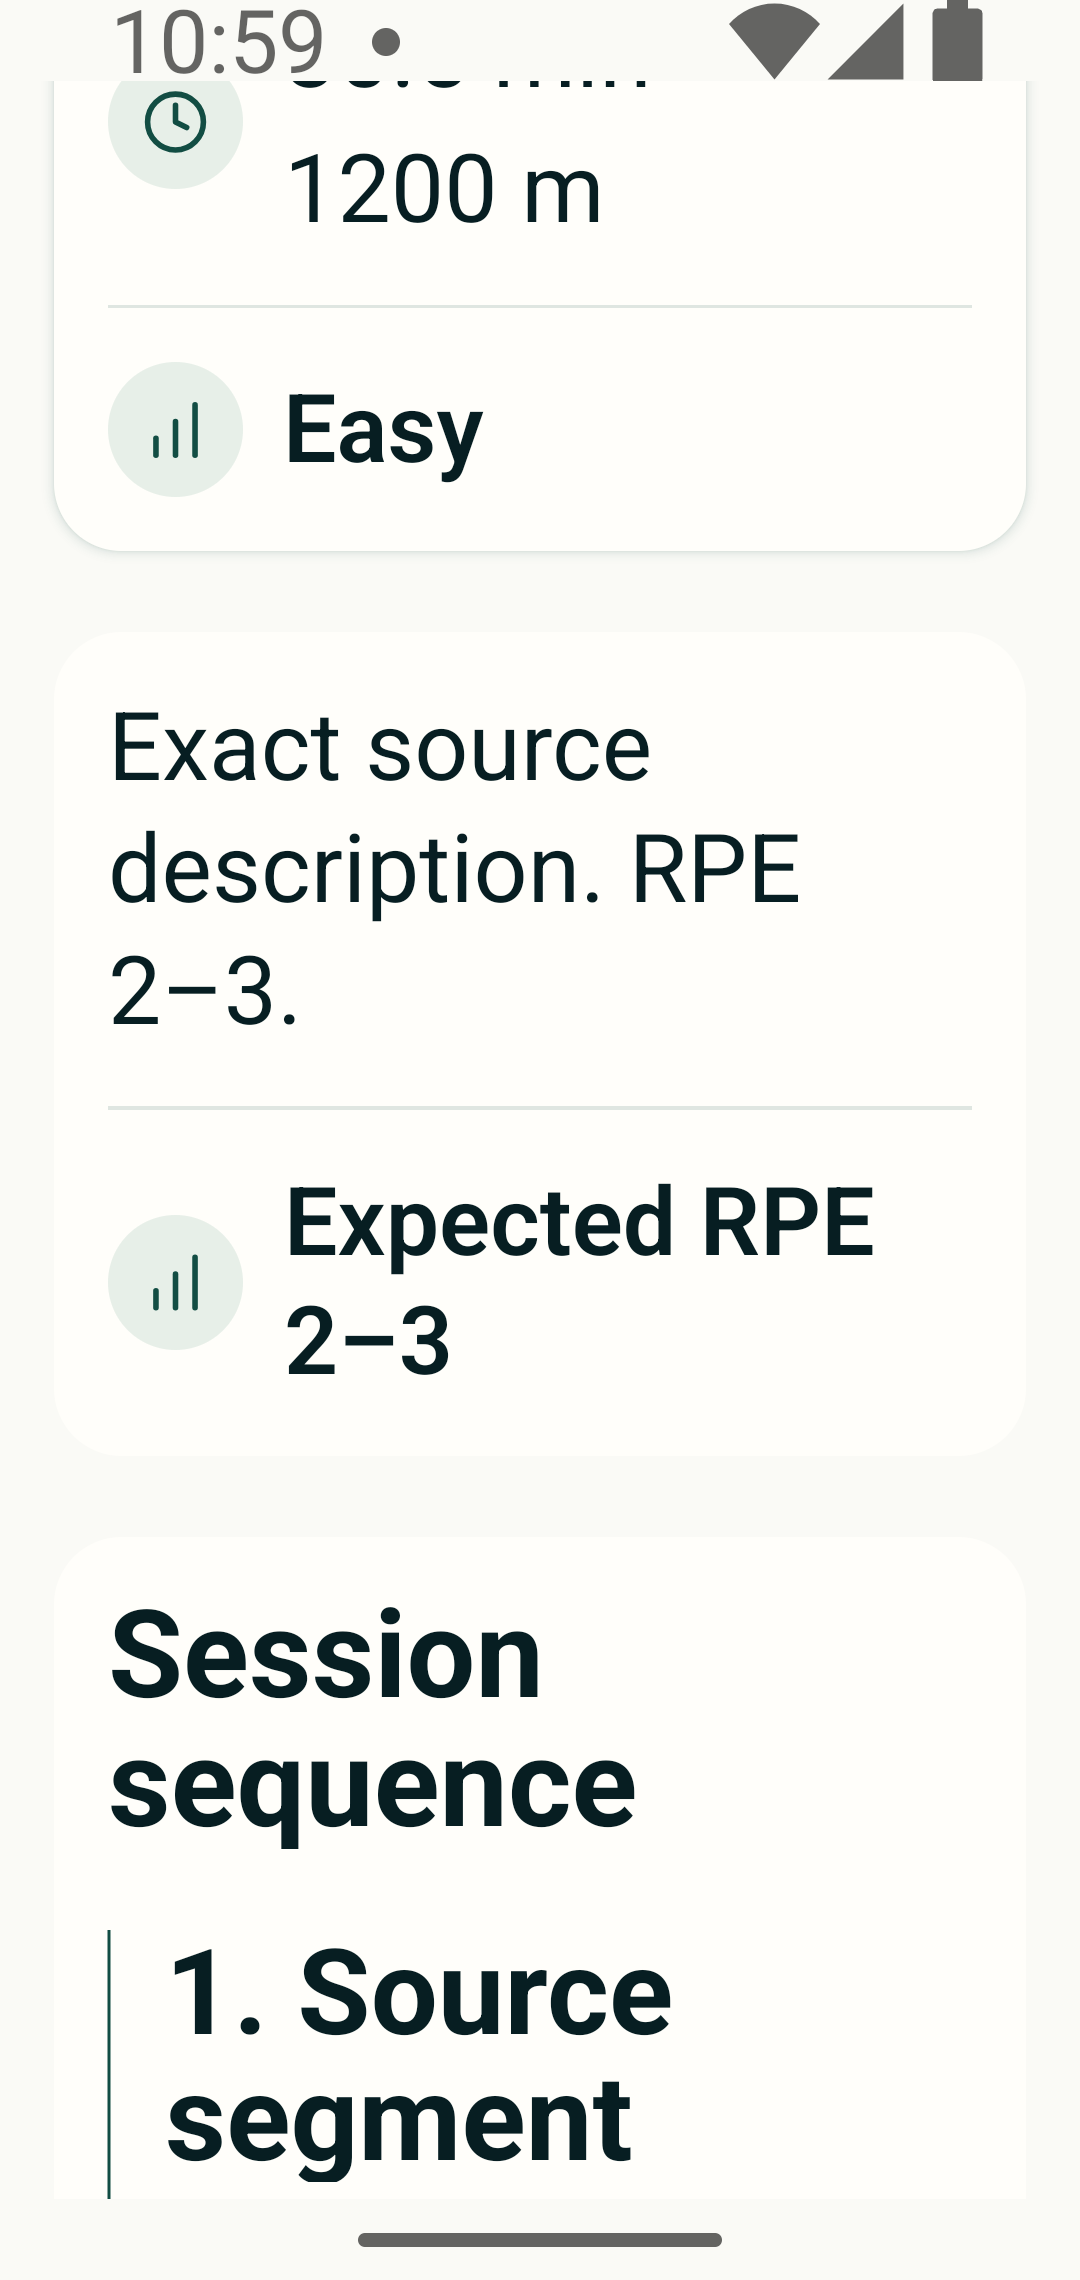 10:59
1200 m
Easy
Exact source
description. RPE
2–3.
Expected RPE
2–3
Session
sequence
1. Source
segment